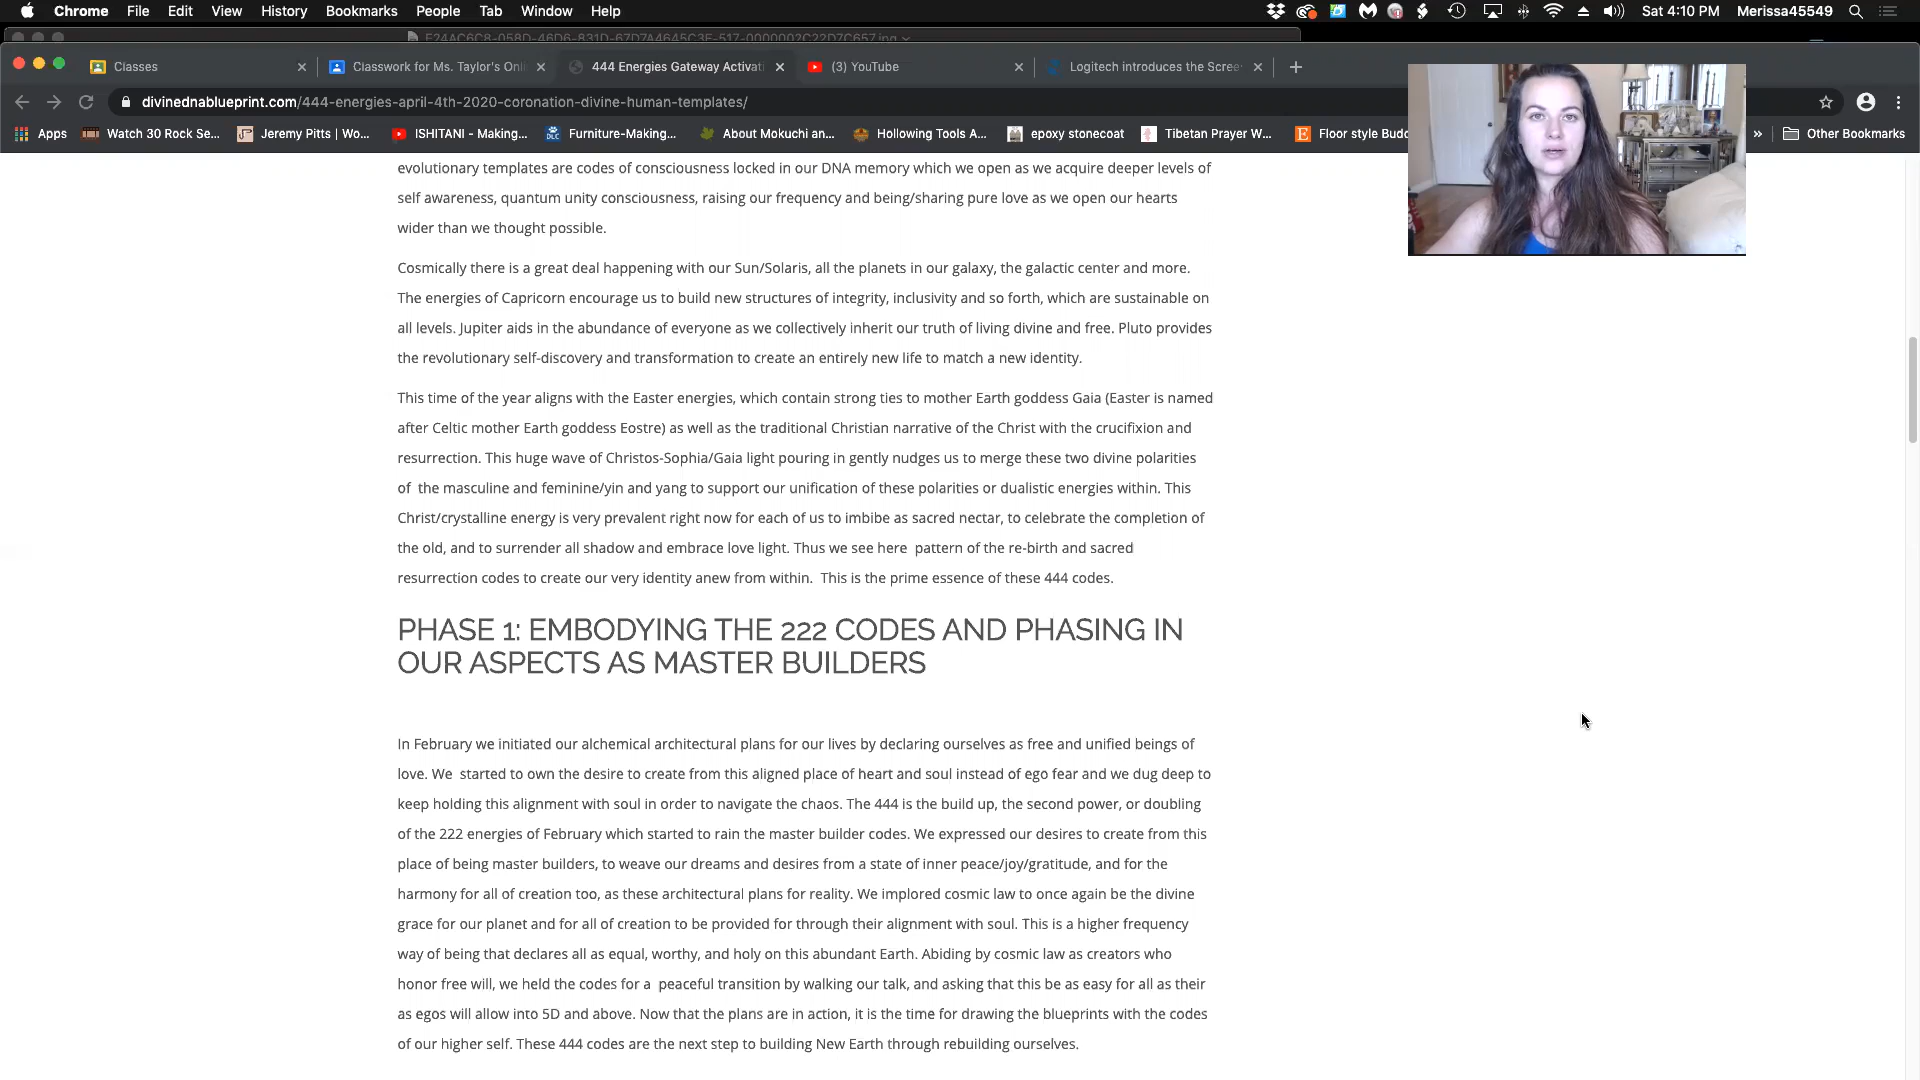 Chrome File Edit View History Bookmarks People Tab Window Help Sat 4:10 PM Merissa45549
Classes Classwork for Ms. Taylor's Onl 444 Energies Gateway Activati (3) YouTube Logitech introduces the Scree
divinednablueprint.com/444-energies-april-4th-2020-coronation-divine-human-templates/
Apps Watch 30 Rock Se... Jeremy Pitts | Wo... ISHITANI - Making... Furniture-Making... About Mokuchi an... Hollowing Tools A... epoxy stonecoat Tibetan Prayer W... Floor style Budd » Other Bookmarks
evolutionary templates are codes of consciousness locked in our DNA memory which we open as we acquire deeper levels of
self awareness, quantum unity consciousness, raising our frequency and being/sharing pure love as we open our hearts
wider than we thought possible.
Cosmically there is a great deal happening with our Sun/Solaris, all the planets in our galaxy, the galactic center and more.
The energies of Capricorn encourage us to build new structures of integrity, inclusivity and so forth, which are sustainable on
all levels. Jupiter aids in the abundance of everyone as we collectively inherit our truth of living divine and free. Pluto provides
the revolutionary self-discovery and transformation to create an entirely new life to match a new identity.
This time of the year aligns with the Easter energies, which contain strong ties to mother Earth goddess Gaia (Easter is named
after Celtic mother Earth goddess Eostre) as well as the traditional Christian narrative of the Christ with the crucifixion and
resurrection. This huge wave of Christos-Sophia/Gaia light pouring in gently nudges us to merge these two divine polarities
of the masculine and feminine/yin and yang to support our unification of these polarities or dualistic energies within. This
Christ/crystalline energy is very prevalent right now for each of us to imbibe as sacred nectar, to celebrate the completion of
the old, and to surrender all shadow and embrace love light. Thus we see here pattern of the re-birth and sacred
resurrection codes to create our very identity anew from within. This is the prime essence of these 444 codes.
PHASE 1: EMBODYING THE 222 CODES AND PHASING IN
OUR ASPECTS AS MASTER BUILDERS
In February we initiated our alchemical architectural plans for our lives by declaring ourselves as free and unified beings of
love. We started to own the desire to create from this aligned place of heart and soul instead of ego fear and we dug deep to
keep holding this alignment with soul in order to navigate the chaos. The 444 is the build up, the second power, or doubling
of the 222 energies of February which started to rain the master builder codes. We expressed our desires to create from this
place of being master builders, to weave our dreams and desires from a state of inner peace/joy/gratitude, and for the
harmony for all of creation too, as these architectural plans for reality. We implored cosmic law to once again be the divine
grace for our planet and for all of creation to be provided for through their alignment with soul. This is a higher frequency
way of being that declares all as equal, worthy, and holy on this abundant Earth. Abiding by cosmic law as creators who
honor free will, we held the codes for a peaceful transition by walking our talk, and asking that this be as easy for all as their
as egos will allow into 5D and above. Now that the plans are in action, it is the time for drawing the blueprints with the codes
of our higher self. These 444 codes are the next step to building New Earth through rebuilding ourselves.